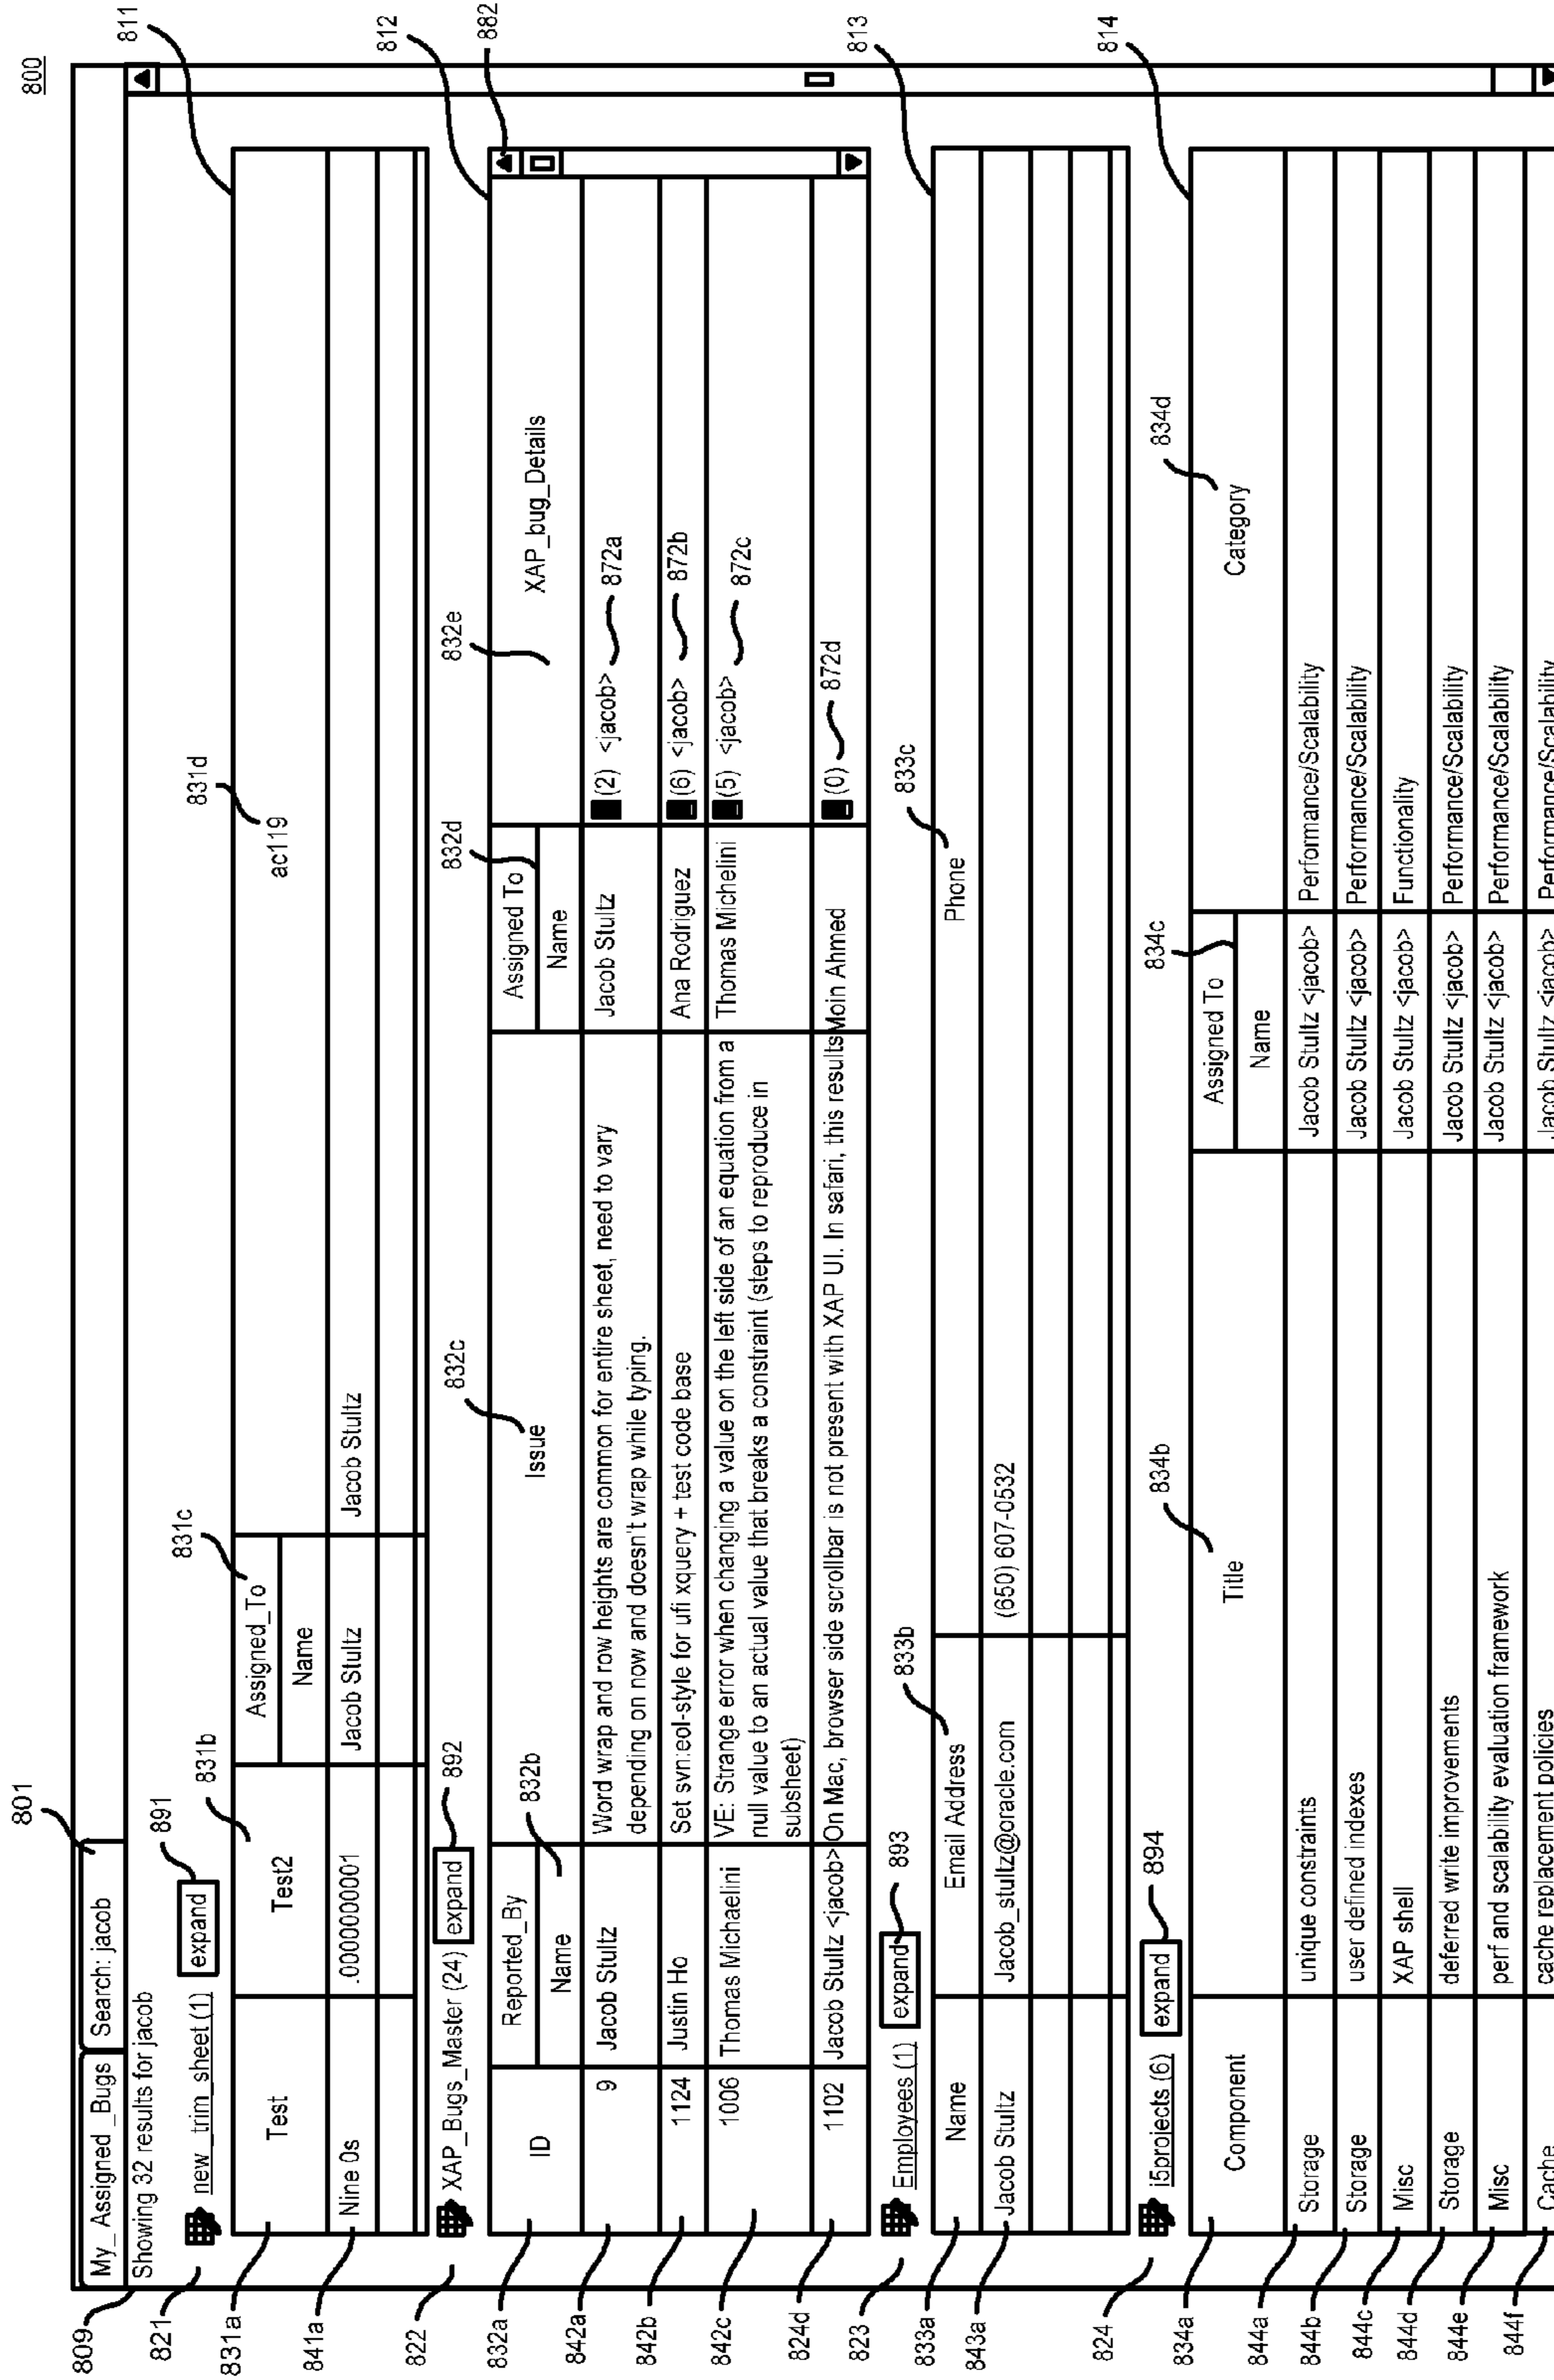 800
801
My_ Assigned _Bugs Search: jacob
809
Showing 32 results for jacob
821 new_trim_sheet (1) expand 891
811
831a 831b 831c 831d
Test Test2 Assigned_To ac119
Name
841a Nine 0s .0000000001 Jacob Stultz Jacob Stultz
822 XAP_Bugs_Master (24) expand 892
812
882
832a 832b 832c 832d 832e
ID Reported_By Issue Assigned To XAP_bug_Details
Name Name
842a 9 Jacob Stultz Word wrap and row heights are common for entire sheet, need to vary Jacob Stultz (2) <jacob> 872a
depending on now and doesn't wrap while typing.
842b 1124 Justin Ho Set svn:eol-style for ufi xquery + test code base Ana Rodriguez (6) <jacob> 872b
842c 1006 Thomas Michaelini VE: Strange error when changing a value on the left side of an equation from a Thomas Michelini (5) <jacob> 872c
null value to an actual value that breaks a constraint (steps to reproduce in
subsheet)
824d 1102 Jacob Stultz <jacob> On Mac, browser side scrollbar is not present with XAP UI. In safari, this results Moin Ahmed (0) 872d
823 Employees (1) expand 893
813
833a 833b 833c
Name Email Address Phone
843a Jacob Stultz Jacob_stultz@oracle.com (650) 607-0532
824 i5projects (6) expand 894
814
834a 834b 834c 834d
Component Title Assigned To Category
Name
844a Storage unique constraints Jacob Stultz <jacob> Performance/Scalability
844b Storage user defined indexes Jacob Stultz <jacob> Performance/Scalability
844c Misc XAP shell Jacob Stultz <jacob> Functionality
844d Storage deferred write improvements Jacob Stultz <jacob> Performance/Scalability
844e Misc perf and scalability evaluation framework Jacob Stultz <jacob> Performance/Scalability
844f Cache cache replacement policies Jacob Stultz <jacob> Performance/Scalability